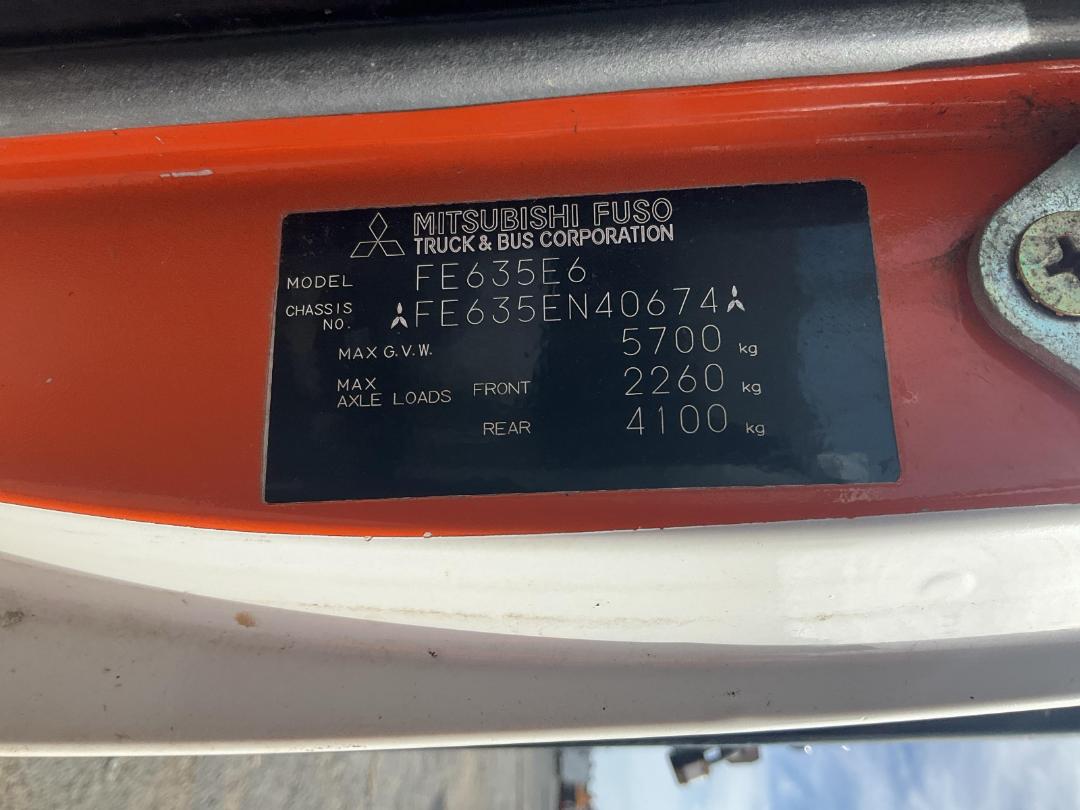 MITSUBISHI FUSO
TRUCK & BUS CORPORATION
MODEL FE635E6
CHASSIS NO. FE635EN40674
MAX G.V.W. 5700 kg
MAX AXLE LOADS FRONT 2260 kg
REAR 4100 kg